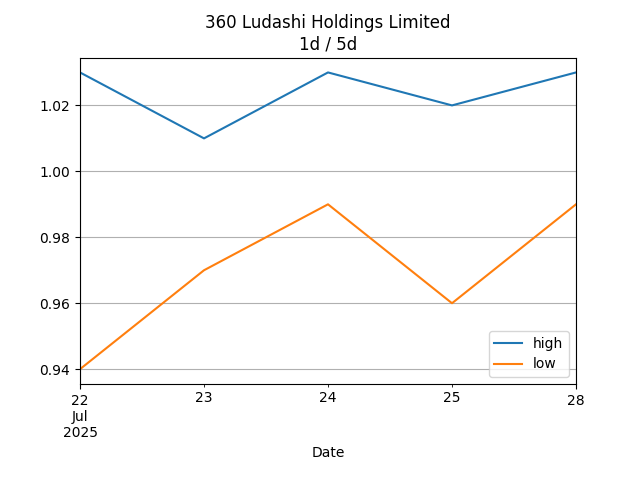 360 Ludashi Holdings Limited
1d / 5d
1.02
1.00
0.98
0.96
0.94
high
low
22 23 24 25 28
Jul
2025
Date